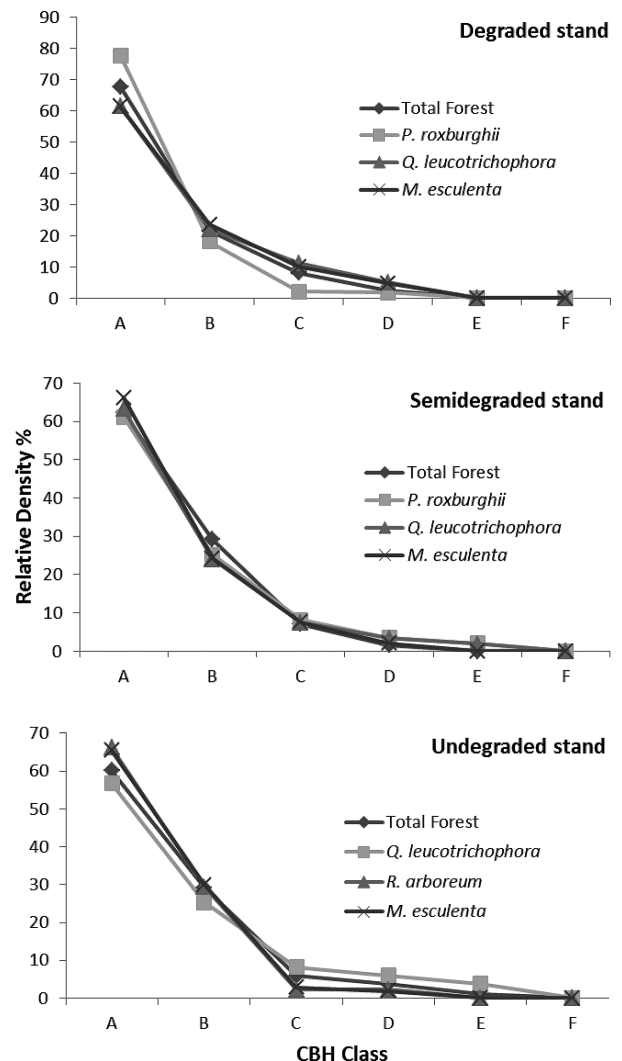 90
80
70
60
50
40
30
20
10
0
Degraded stand
Total Forest
P. roxburghii
Q. leucotrichophora
M. esculenta
A B C D E F
Relative Density %
70
60
50
40
30
20
10
0
Semidegraded stand
Total Forest
P. roxburghii
Q. leucotrichophora
M. esculenta
A B C D E F
70
60
50
40
30
20
10
0
Undegraded stand
Total Forest
Q. leucotrichophora
R. arboreum
M. esculenta
A B C D E F
CBH Class